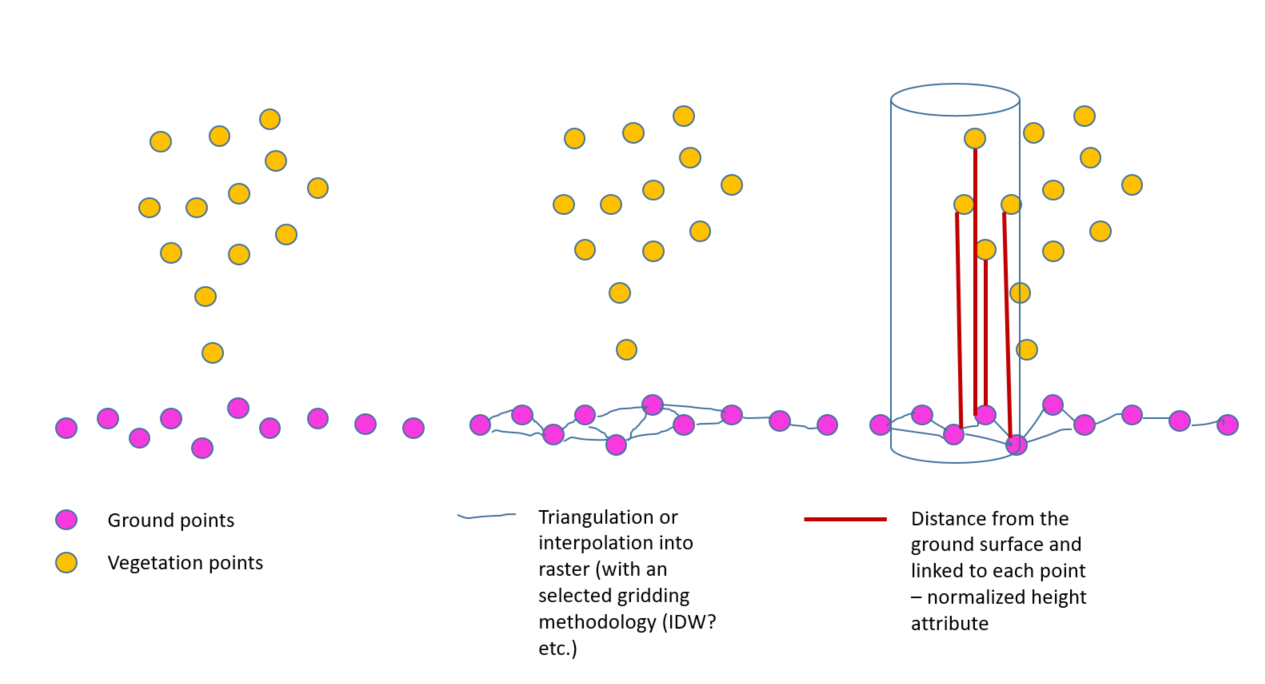 Ground points
Vegetation points
Triangulation or
interpolation into
raster (with an
selected gridding
methodology (IDW?
etc.)
Distance from the
ground surface and
linked to each point
– normalized height
attribute